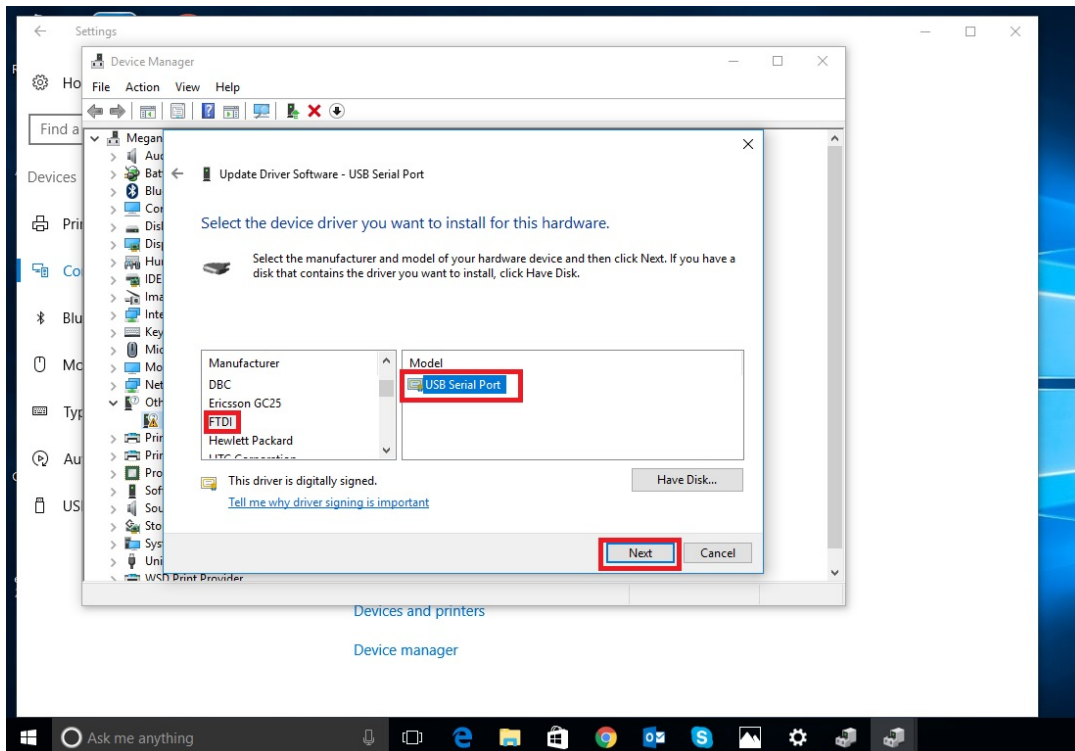 Settings
Device Manager
File Action View Help
Find a
Megan
Devices
Update Driver Software - USB Serial Port
Select the device driver you want to install for this hardware.
Select the manufacturer and model of your hardware device and then click Next. If you have a
disk that contains the driver you want to install, click Have Disk.
Manufacturer
DBC
Ericsson GC25
FTDI
Hewlett Packard
Model
USB Serial Port
This driver is digitally signed.
Tell me why driver signing is important
Have Disk...
Next Cancel
WSD Print Provider
Devices and printers
Device manager
Ask me anything